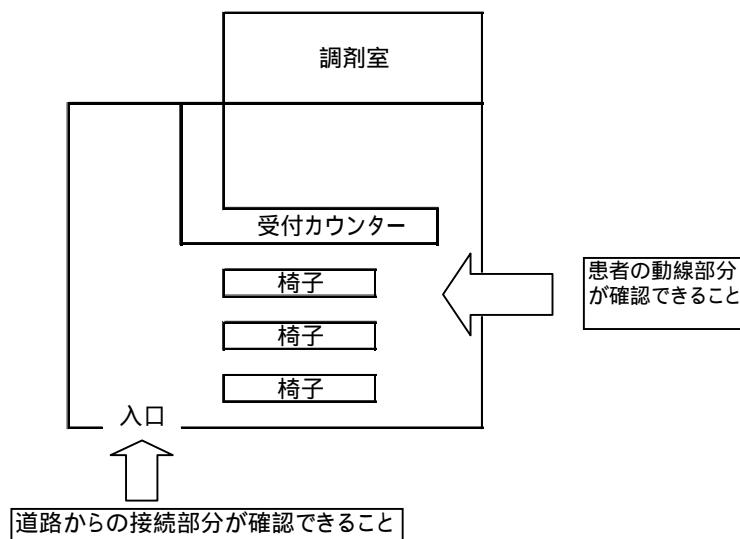 調剤室
受付カウンター
椅子
患者の動線部分
が確認できること
椅子
椅子
入口
道路からの接続部分が確認できること